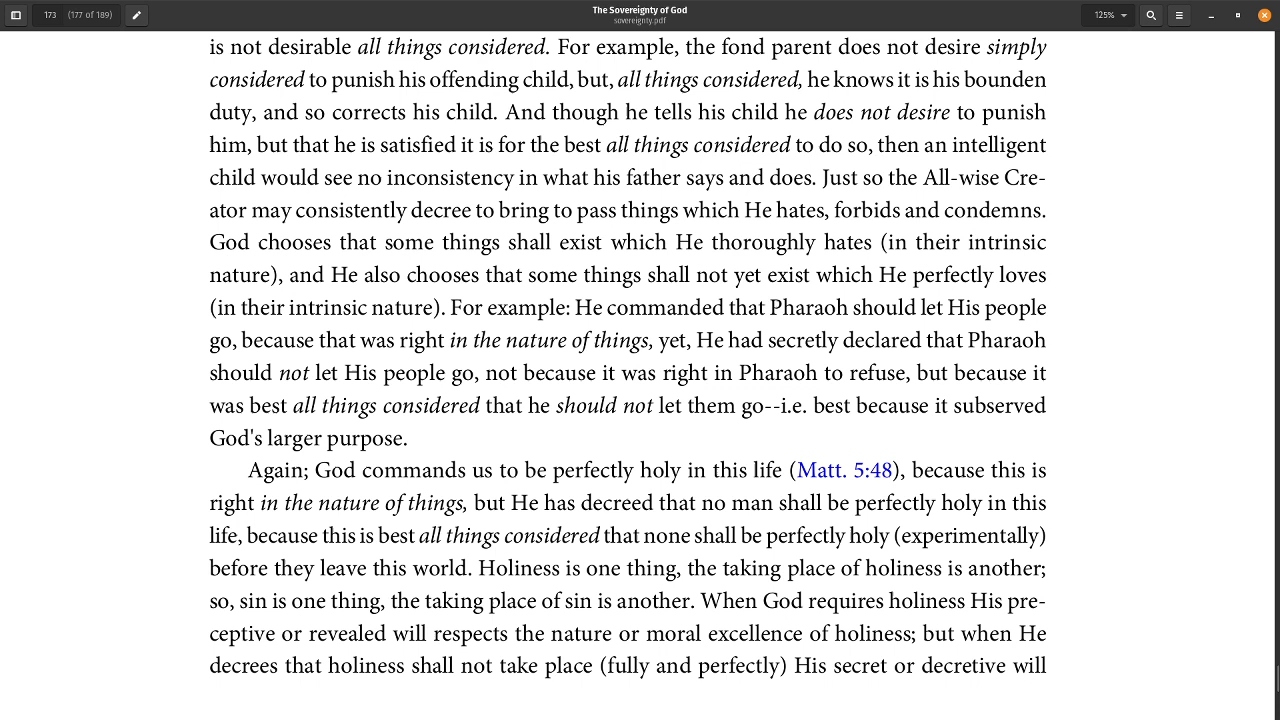 173 (177 of 189)
The Sovereignty of God
sovereignty.pdf
125%
is not desirable all things considered. For example, the fond parent does not desire simply
considered to punish his offending child, but, all things considered, he knows it is his bounden
duty, and so corrects his child. And though he tells his child he does not desire to punish
him, but that he is satisfied it is for the best all things considered to do so, then an intelligent
child would see no inconsistency in what his father says and does. Just so the All-wise Cre-
ator may consistently decree to bring to pass things which He hates, forbids and condemns.
God chooses that some things shall exist which He thoroughly hates (in their intrinsic
nature), and He also chooses that some things shall not yet exist which He perfectly loves
(in their intrinsic nature). For example: He commanded that Pharaoh should let His people
go, because that was right in the nature of things, yet, He had secretly declared that Pharaoh
should not let His people go, not because it was right in Pharaoh to refuse, but because it
was best all things considered that he should not let them go--i.e. best because it subserved
God's larger purpose.
Again; God commands us to be perfectly holy in this life (Matt. 5:48), because this is
right in the nature of things, but He has decreed that no man shall be perfectly holy in this
life, because this is best all things considered that none shall be perfectly holy (experimentally)
before they leave this world. Holiness is one thing, the taking place of holiness is another;
so, sin is one thing, the taking place of sin is another. When God requires holiness His pre-
ceptive or revealed will respects the nature or moral excellence of holiness; but when He
decrees that holiness shall not take place (fully and perfectly) His secret or decretive will